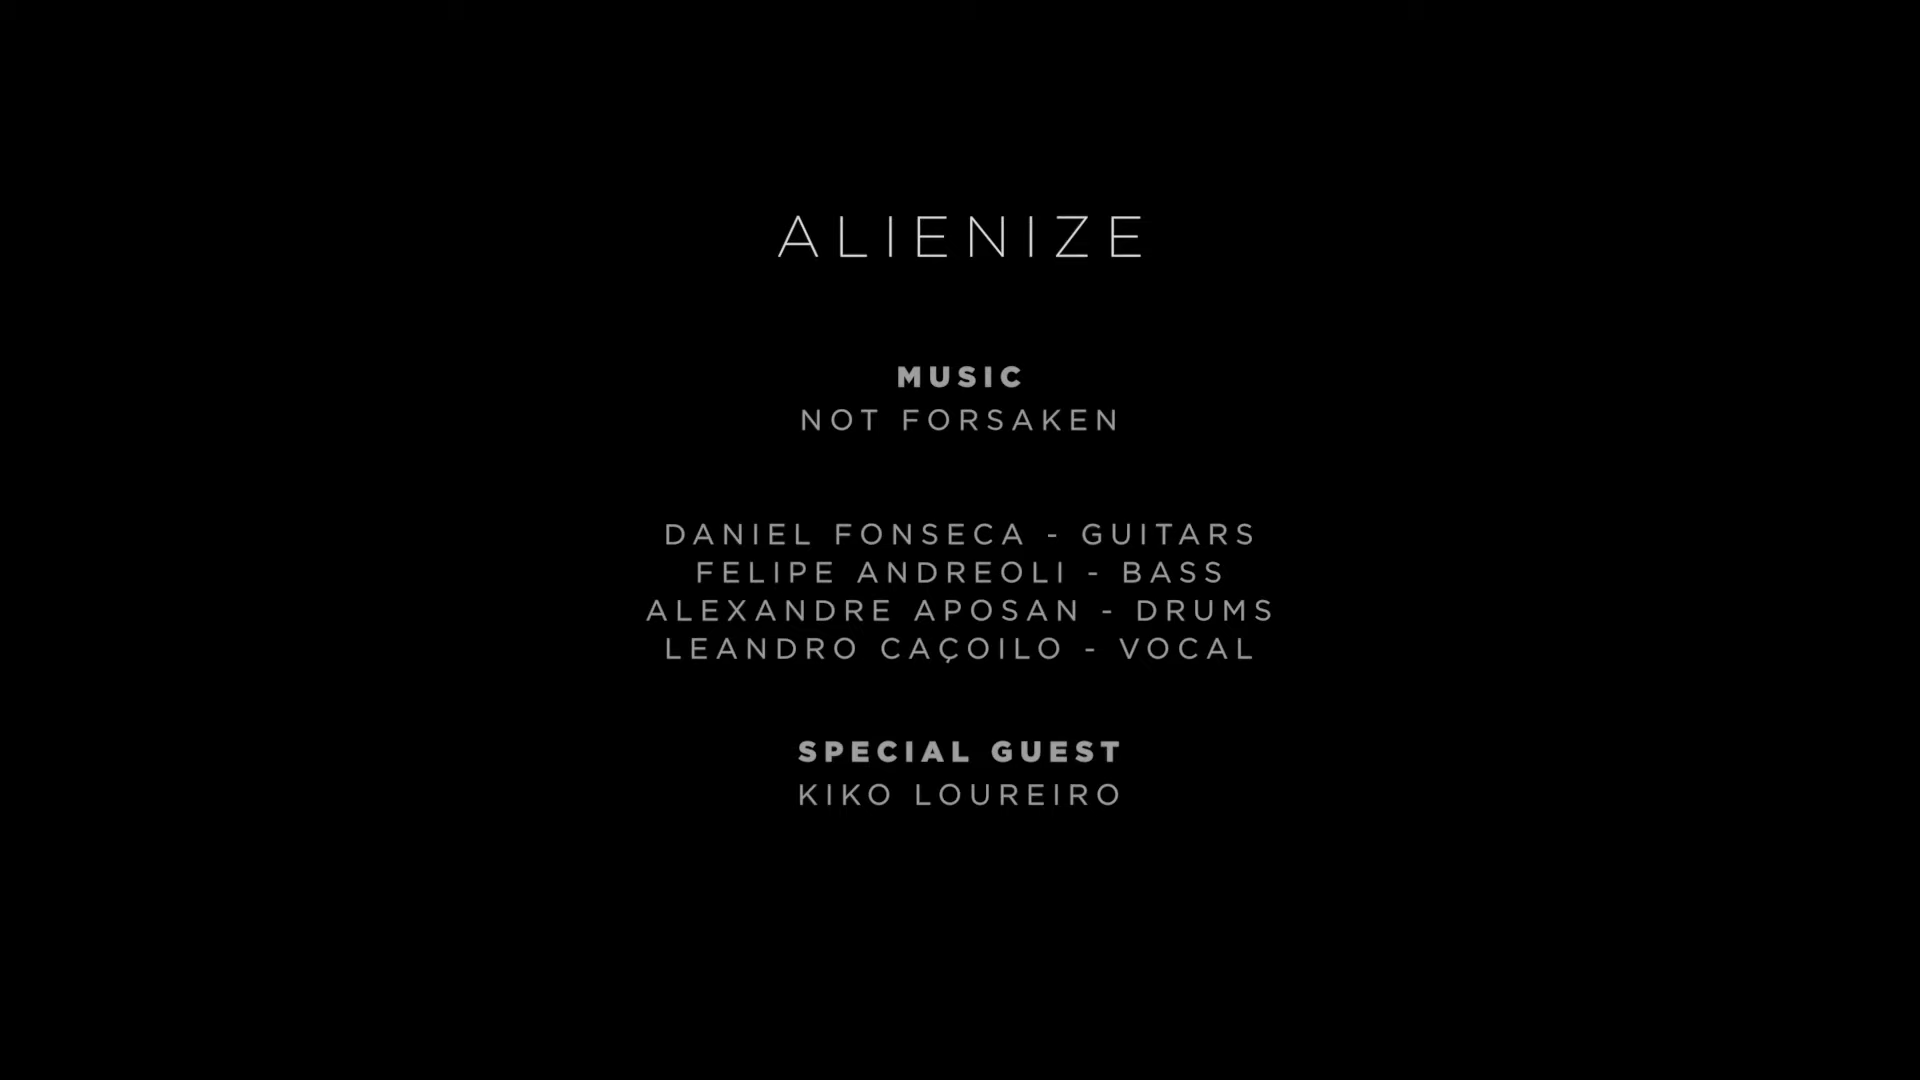 ALIENIZE
MUSIC
NOT FORSAKEN
DANIEL FONSECA - GUITARS
FELIPE ANDREOLI - BASS
ALEXANDRE APOSAN - DRUMS
LEANDRO CAÇOILO - VOCAL
SPECIAL GUEST
KIKO LOUREIRO